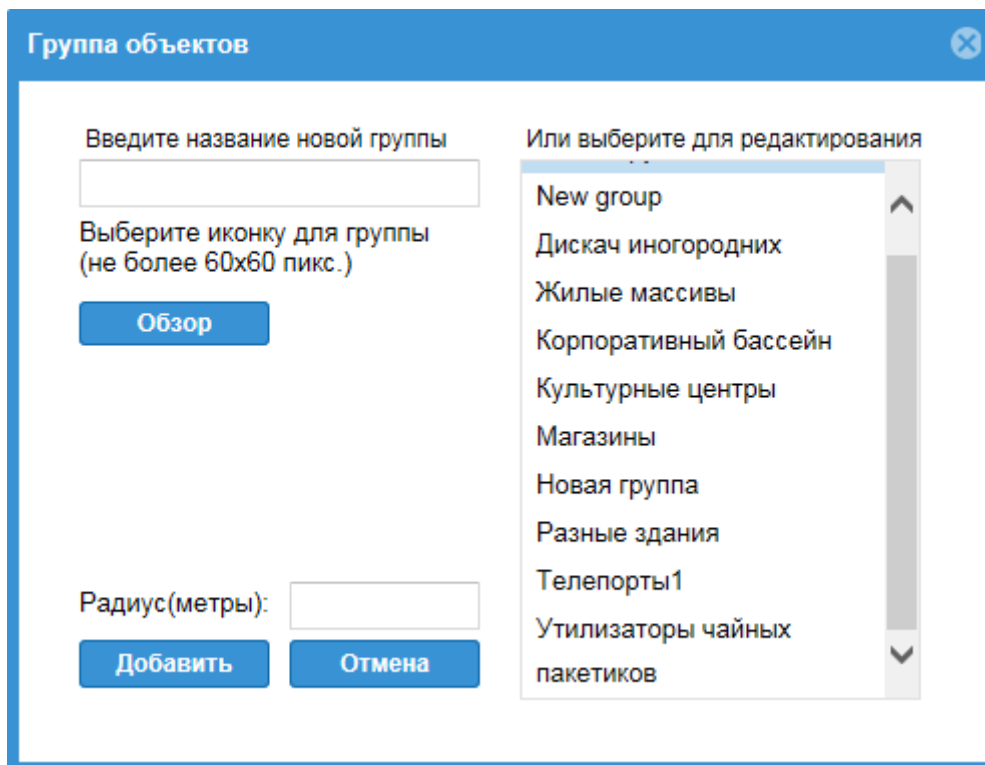 Группа объектов
Введите название новой группы
Выберите иконку для группы
(не более 60x60 пикс.)
Обзор
Радиус(метры):
Добавить
Отмена
Или выберите для редактирования
New group
Дискач иногородних
Жилые массивы
Корпоративный бассейн
Культурные центры
Магазины
Новая группа
Разные здания
Телепорты1
Утилизаторы чайных
пакетиков